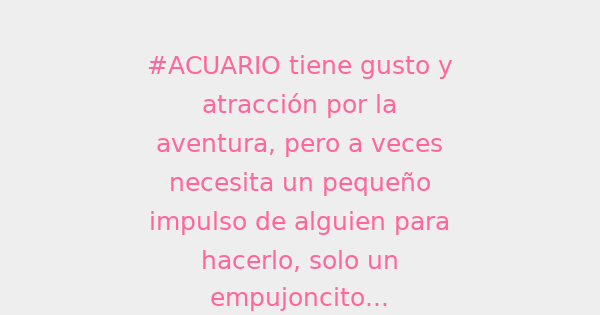 #ACUARIO tiene gusto y
atracción por la
aventura, pero a veces
necesita un pequeño
impulso de alguien para
hacerlo, solo un
empujoncito...